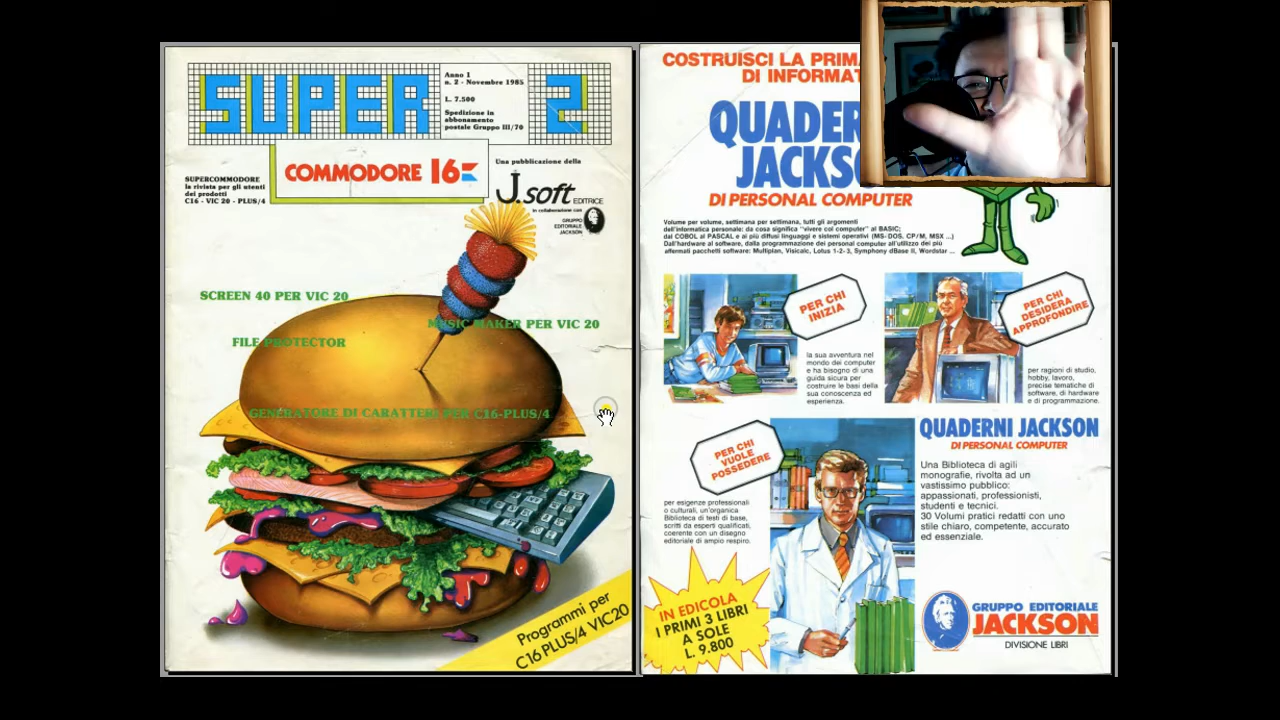 SUPER 2
Anno 1
n. 2 - Novembre 1985
L. 7.500
Spedizione in
abbonamento
postale Gruppo III/70
COMMODORE 16
SUPERCOMMODORE
la rivista per gli utenti
dei prodotti
C16 - VIC 20 - PLUS/4
Una pubblicazione della
J.soft
EDITRICE
in collaborazione con
GRUPPO
EDITORIALE
JACKSON
SCREEN 40 PER VIC 20
MUSIC MAKER PER VIC 20
FILE PROTECTOR
GENERATORE DI CARATTERI PER C16-PLUS/4
Programmi per
C16 PLUS/4 VIC20
COSTRUISCI LA
DI
JACKSON
DI PERSONAL COMPUTER
Volume per volume, settimana per settimana, tutti gli argomenti
dell'informatica personale: da cosa significa "vivere col computer" al BASIC;
dal COBOL al PASCAL e ai più diffusi linguaggi e sistemi operativi (MS-DOS, CP/M, MSX ...)
Dall'hardware al software, dalla programmazione dei personal computer all'utilizzo dei più
affermati pacchetti software: Multiplan, Visicalc, Lotus 1-2-3, Symphony dBase II, Wordstar ...
PER CHI
INIZIA
la sua avventura nel
mondo dei computer
e ha bisogno di una
guida sicura per
costruire le basi della
sua conoscenza ed
esperienza.
PER CHI
DESIDERA
APPROFONDIRE
per ragioni di studio,
hobby, lavoro,
precise tematiche di
software, di hardware
e di programmazione.
PER CHI
VUOLE
POSSEDERE
per esigenze professionali
o culturali, un'organica
Biblioteca di testi di base,
scritti da esperti qualificati,
coerente con un disegno
editoriale di ampio respiro.
QUADERNI JACKSON
DI PERSONAL COMPUTER
Una Biblioteca di agili
monografie, rivolta ad un
vastissimo pubblico:
appassionati, professionisti,
studenti e tecnici.
30 Volumi pratici redatti con uno
stile chiaro, competente, accurato
ed essenziale.
IN EDICOLA
I PRIMI 3 LIBRI
A SOLE
L. 9.800
GRUPPO EDITORIALE
JACKSON
DIVISIONE LIBRI